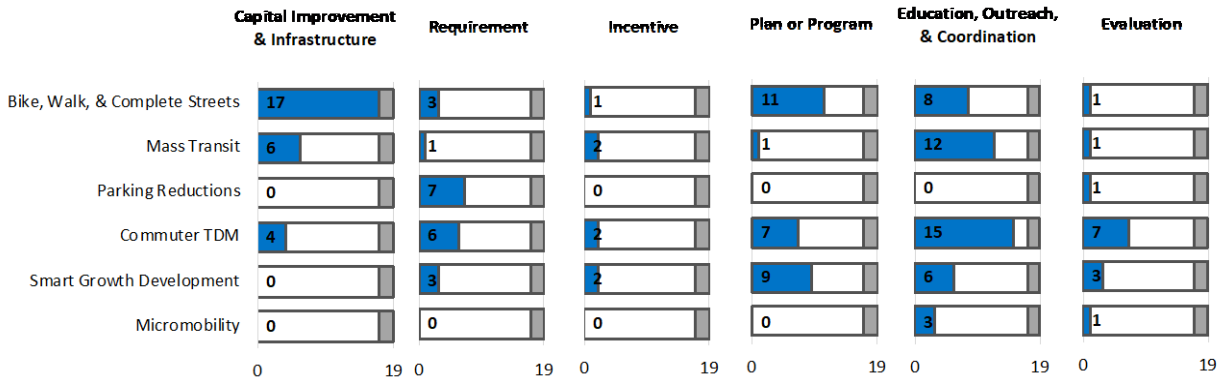 Capital Improvement
& Infrastructure
Requirement
Incentive
Plan or Program
Education, Outreach,
& Coordination
Evaluation
Bike, Walk, & Complete Streets 17 3 1 11 8 1
Mass Transit 6 1 2 1 12 1
Parking Reductions 0 7 0 0 0 1
Commuter TDM 4 6 2 7 15 7
Smart Growth Development 0 3 2 9 6 3
Micromobility 0 0 0 0 3 1
0 19 0 19 0 19 0 19 0 19 0 19